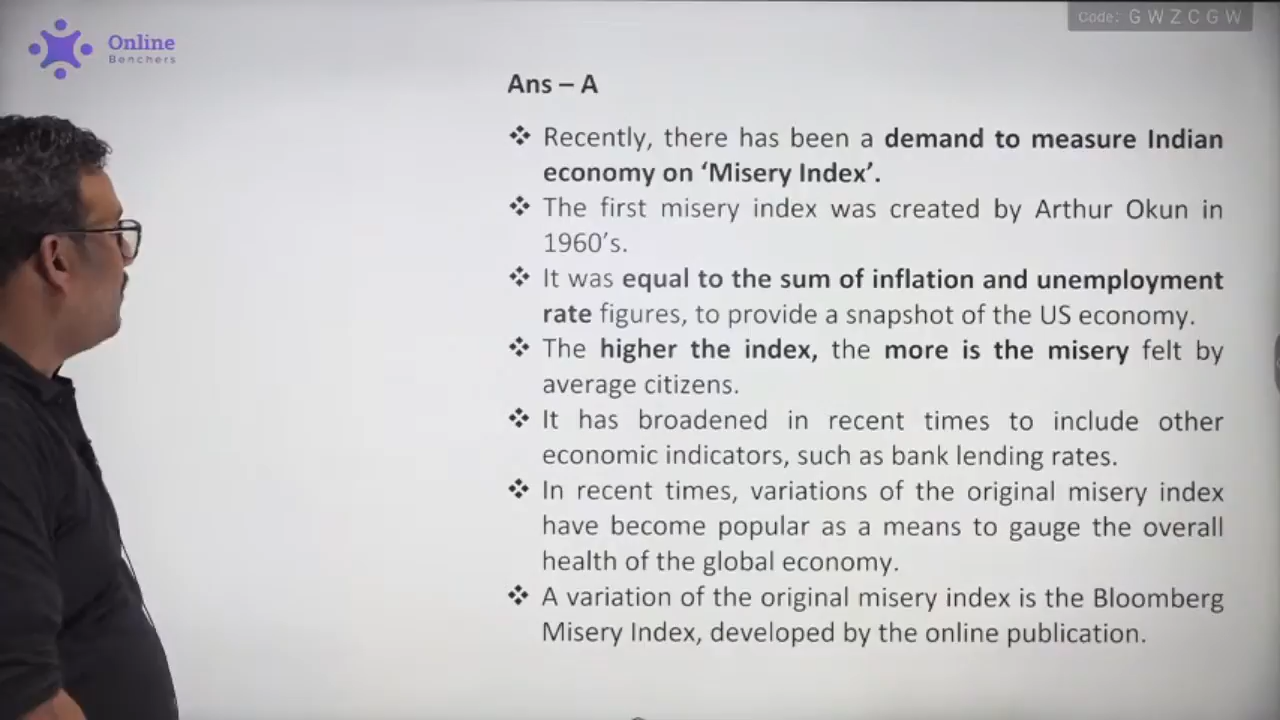 Online
Benchers
Code: G W Z C G W
Ans – A
❖ Recently, there has been a demand to measure Indian
economy on ‘Misery Index’.
❖ The first misery index was created by Arthur Okun in
1960’s.
❖ It was equal to the sum of inflation and unemployment
rate figures, to provide a snapshot of the US economy.
❖ The higher the index, the more is the misery felt by
average citizens.
❖ It has broadened in recent times to include other
economic indicators, such as bank lending rates.
❖ In recent times, variations of the original misery index
have become popular as a means to gauge the overall
health of the global economy.
❖ A variation of the original misery index is the Bloomberg
Misery Index, developed by the online publication.